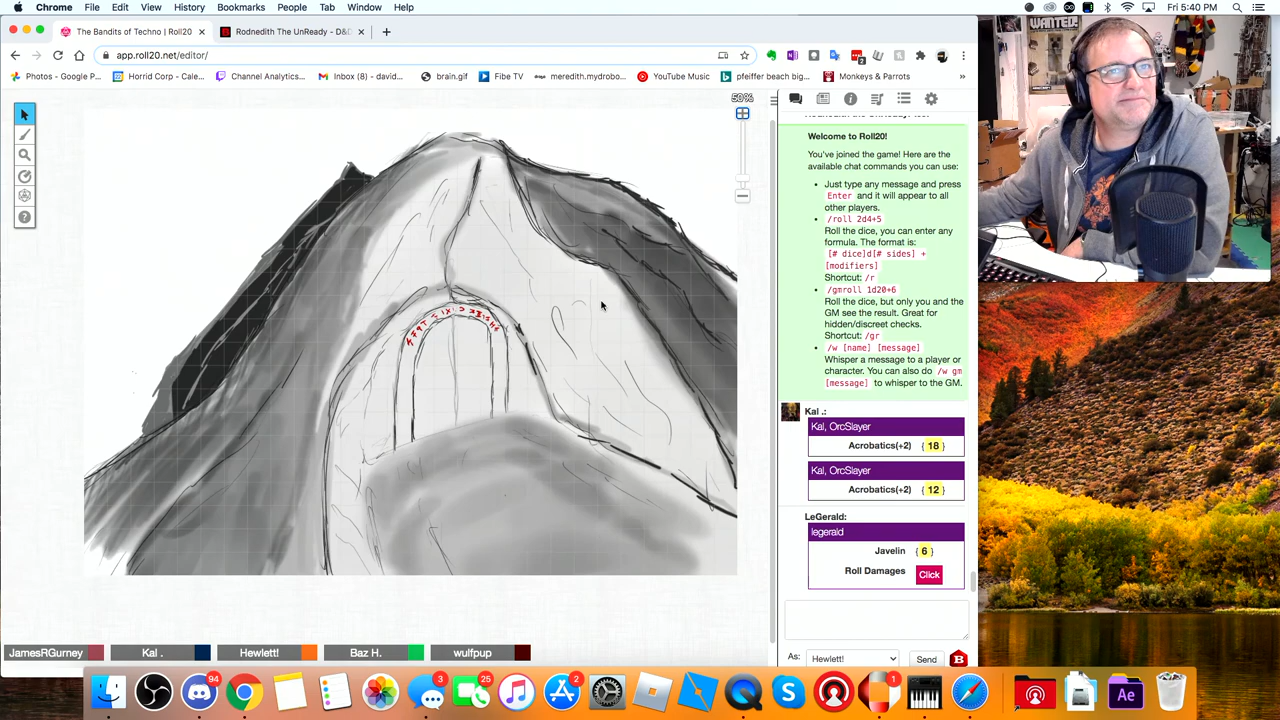 Chrome File Edit View History Bookmarks People Tab Window Help
Fri 5:40 PM
The Bandits of Techno | Roll20
Rodnedith The UnReady - D&D
app.roll20.net/editor/
Photos - Google P...
Horrid Corp - Cale...
Channel Analytics...
Inbox (8) - david...
brain.gif
Fibe TV
meredith.mydrobo...
YouTube Music
pfeiffer beach big...
Monkeys & Parrots
50%
WANTED!
Welcome to Roll20!
You've joined the game! Here are the
available chat commands you can use:
Just type any message and press
Enter and it will appear to all
other players.
/roll 2d4+5
Roll the dice, you can enter any
formula. The format is:
[# dice]d[# sides] +
[modifiers]
Shortcut: /r
/gmroll 1d20+6
Roll the dice, but only you and the
GM see the result. Great for
hidden/discreet checks.
Shortcut: /gr
/w [name] [message]
Whisper a message to a player or
character. You can also do /w gm
[message] to whisper to the GM.
Kal .:
Kal, OrcSlayer
Acrobatics(+2) { 18 }
Kal, OrcSlayer
Acrobatics(+2) { 12 }
LeGerald:
legerald
Javelin { 6 }
Roll Damages Click
As: Hewlett! Send
JamesRGurney
Kal .
Hewlett!
Baz H.
wulfpup
94
3
25
2
1
Ae